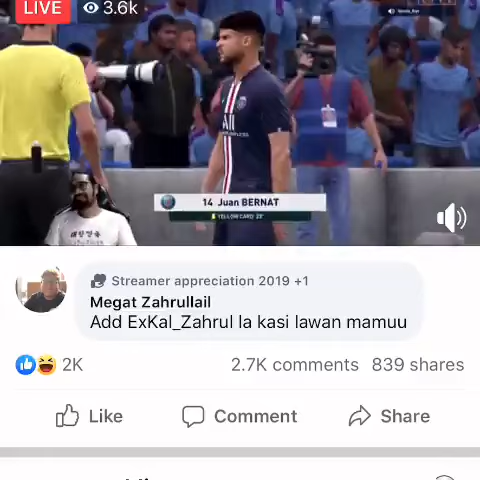 LIVE 3.6k
14 Juan BERNAT
YELLOW CARD 23'
Streamer appreciation 2019 +1
Megat Zahrullail
Add ExKal_Zahrul la kasi lawan mamuu
2K 2.7K comments 839 shares
Like Comment Share